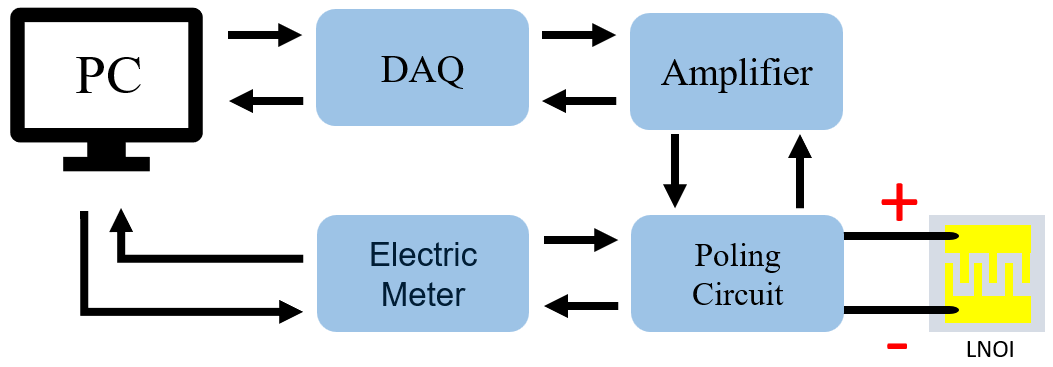 PC
DAQ
Amplifier
Electric
Meter
Poling
Circuit
+
-
LNOI